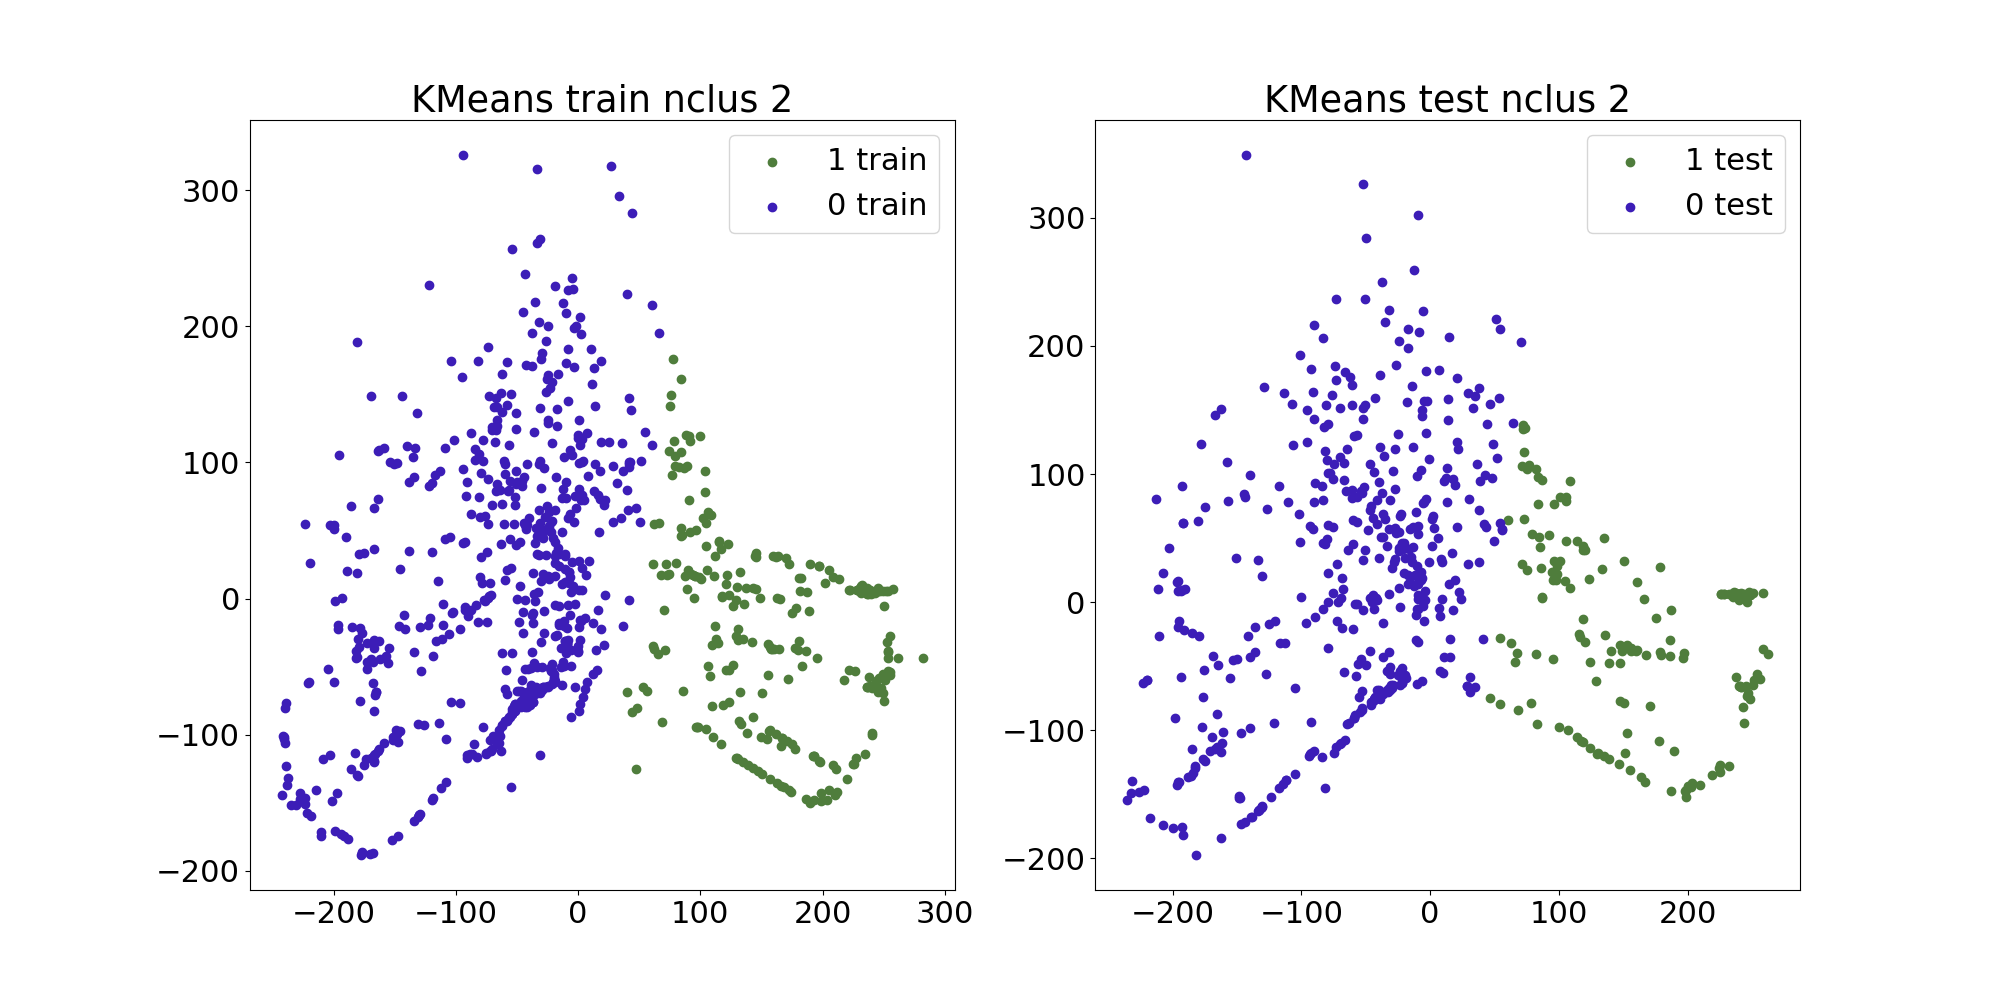 KMeans train nclus 2
1 train
0 train
300
200
100
0
−100
−200
−200 −100 0 100 200 300
KMeans test nclus 2
1 test
0 test
300
200
100
0
−100
−200
−200 −100 0 100 200